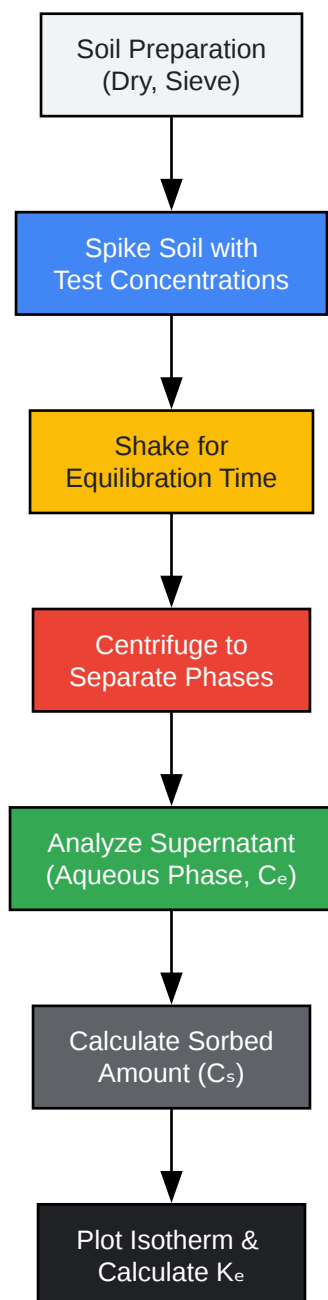 Soil Preparation
(Dry, Sieve)
Spike Soil with
Test Concentrations
Shake for
Equilibration Time
Centrifuge to
Separate Phases
Analyze Supernatant
(Aqueous Phase, Cₑ)
Calculate Sorbed
Amount (Cₛ)
Plot Isotherm &
Calculate Kₑ